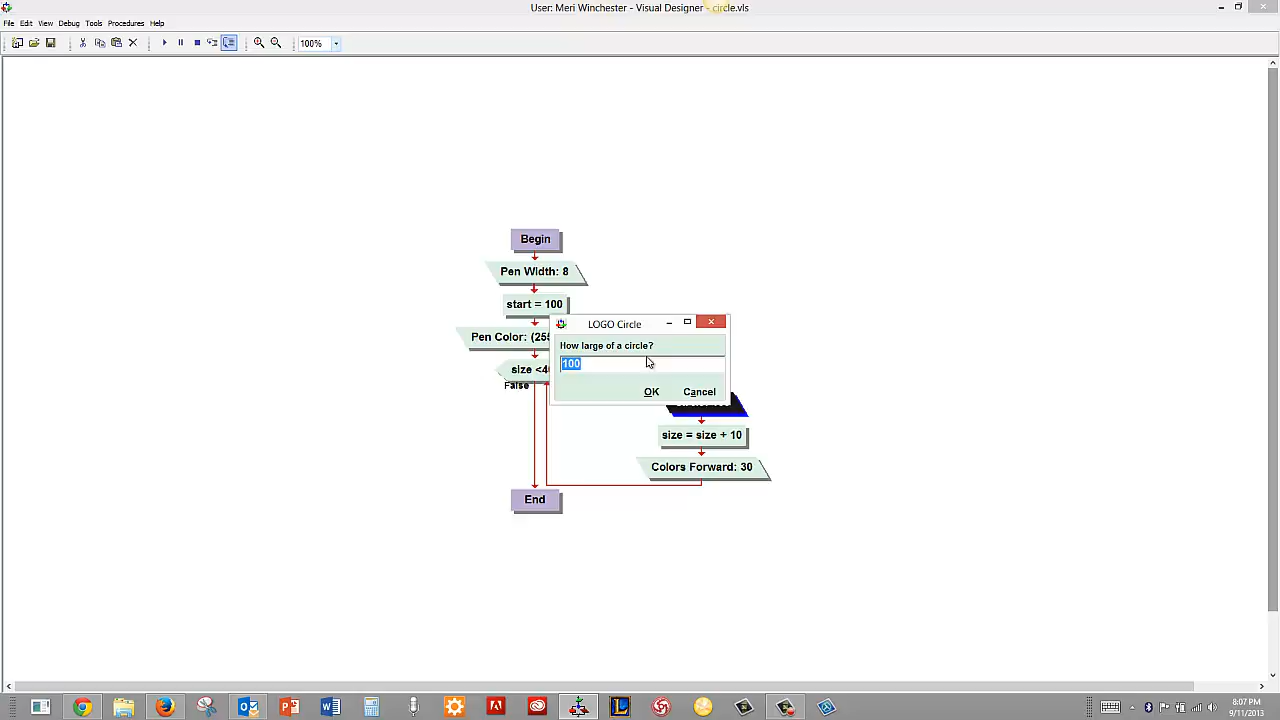 User: Meri Winchester - Visual Designer - circle.vls
File Edit View Debug Tools Procedures Help
100%
Begin
Pen Width: 8
start = 100
Pen Color: (255
size <4
False
LOGO Circle
How large of a circle?
100
OK Cancel
size = size + 10
Colors Forward: 30
End
8:07 PM
9/11/2013